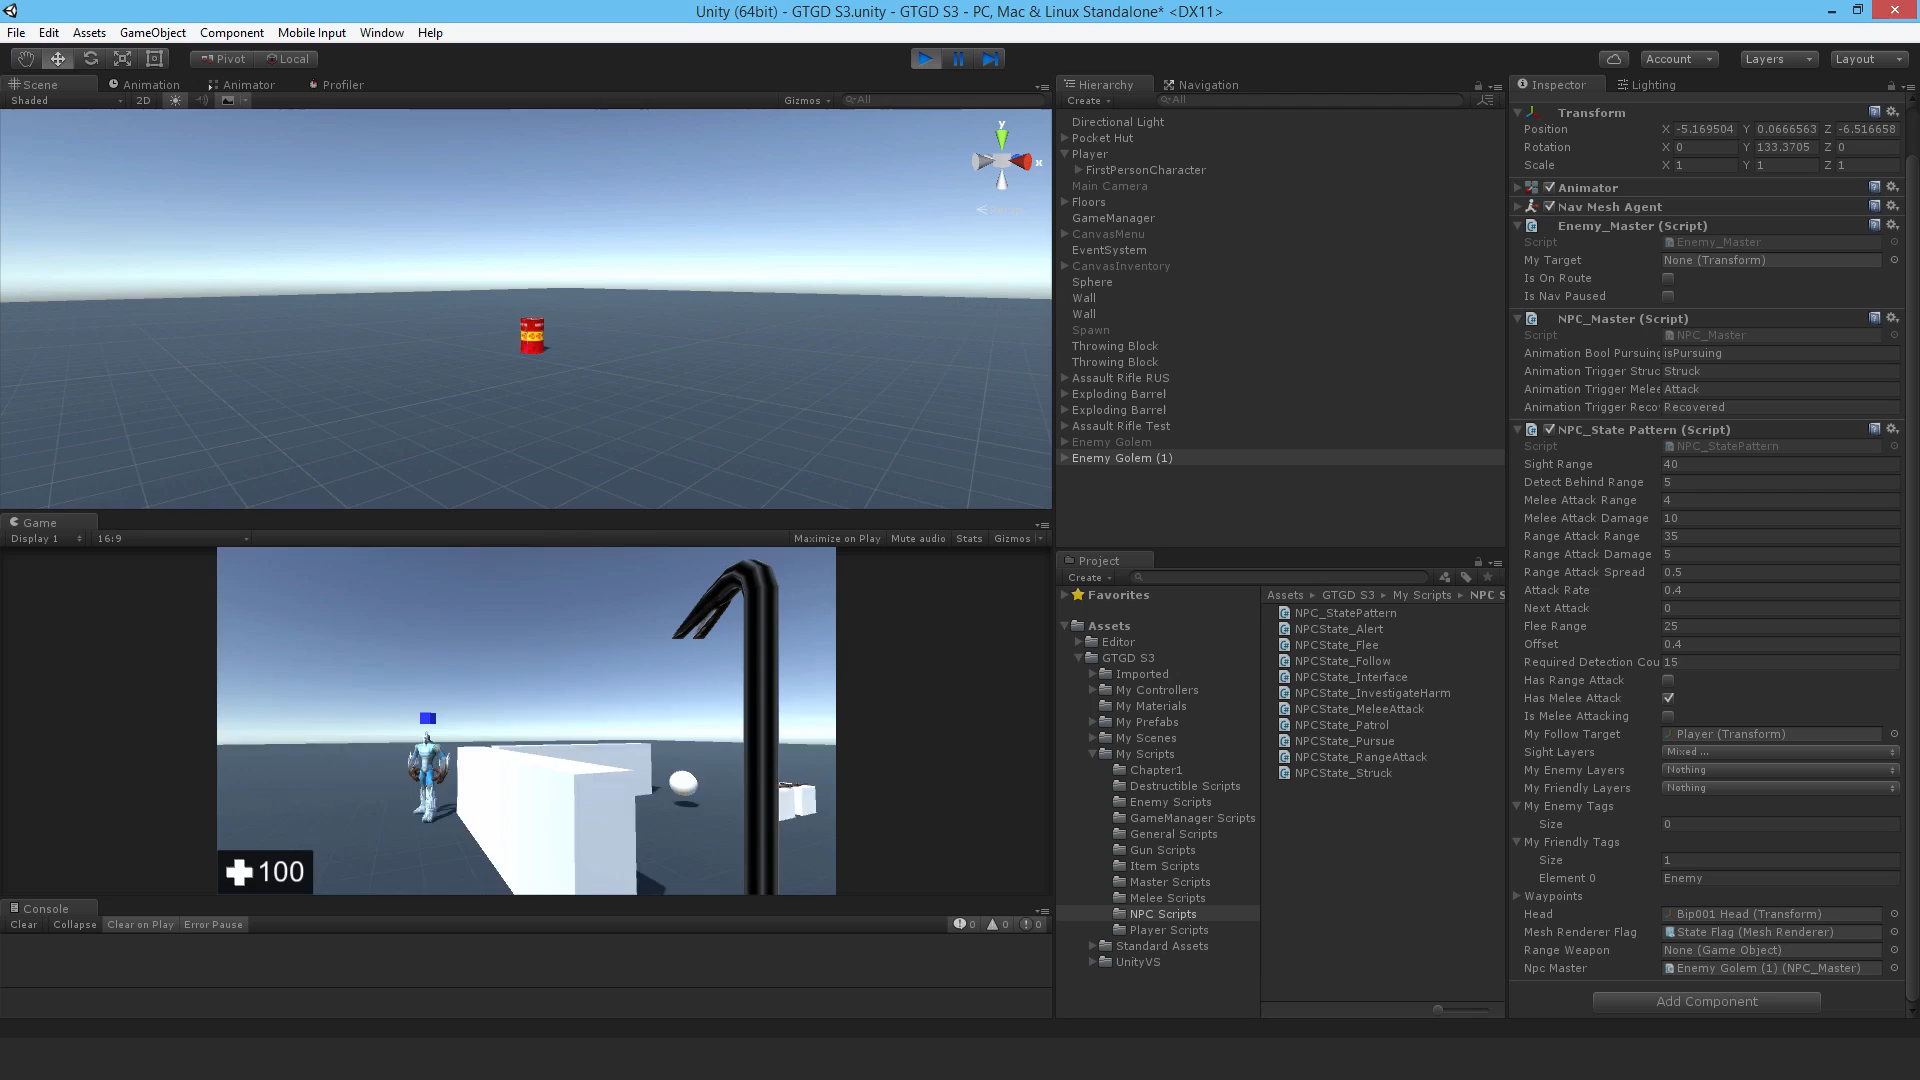 Unity (64bit) - GTGD S3.unity - GTGD S3 - PC, Mac & Linux Standalone* <DX11>
File Edit Assets GameObject Component Mobile Input Window Help
Pivot Local Account Layers Layout
Scene Animation Animator Profiler
Shaded 2D Gizmos All
y
x
Persp
Game
Display 1 16:9 Maximize on Play Mute audio Stats Gizmos
100
Console
Clear Collapse Clear on Play Error Pause 0 0 0
Hierarchy Navigation
Create All
Directional Light
Pocket Hut
Player
FirstPersonCharacter
Main Camera
Floors
GameManager
CanvasMenu
EventSystem
CanvasInventory
Sphere
Wall
Wall
Spawn
Throwing Block
Throwing Block
Assault Rifle RUS
Exploding Barrel
Exploding Barrel
Assault Rifle Test
Enemy Golem
Enemy Golem (1)
Project
Create
Favorites
Assets
Editor
GTGD S3
Imported
My Controllers
My Materials
My Prefabs
My Scenes
My Scripts
Chapter1
Destructible Scripts
Enemy Scripts
GameManager Scripts
General Scripts
Gun Scripts
Item Scripts
Master Scripts
Melee Scripts
NPC Scripts
Player Scripts
Standard Assets
UnityVS
Assets GTGD S3 My Scripts NPC S
NPC_StatePattern
NPCState_Alert
NPCState_Flee
NPCState_Follow
NPCState_Interface
NPCState_InvestigateHarm
NPCState_MeleeAttack
NPCState_Patrol
NPCState_Pursue
NPCState_RangeAttack
NPCState_Struck
Inspector Lighting
Transform
Position X -5.169504 Y 0.0666563 Z -6.516658
Rotation X 0 Y 133.3705 Z 0
Scale X 1 Y 1 Z 1
Animator
Nav Mesh Agent
Enemy_Master (Script)
Script Enemy_Master
My Target None (Transform)
Is On Route
Is Nav Paused
NPC_Master (Script)
Script NPC_Master
Animation Bool Pursuing isPursuing
Animation Trigger Struc Struck
Animation Trigger Mele Attack
Animation Trigger Reco Recovered
NPC_State Pattern (Script)
Script NPC_StatePattern
Sight Range 40
Detect Behind Range 5
Melee Attack Range 4
Melee Attack Damage 10
Range Attack Range 35
Range Attack Damage 5
Range Attack Spread 0.5
Attack Rate 0.4
Next Attack 0
Flee Range 25
Offset 0.4
Required Detection Cou 15
Has Range Attack
Has Melee Attack
Is Melee Attacking
My Follow Target Player (Transform)
Sight Layers Mixed ...
My Enemy Layers Nothing
My Friendly Layers Nothing
My Enemy Tags
Size 0
My Friendly Tags
Size 1
Element 0 Enemy
Waypoints
Head Bip001 Head (Transform)
Mesh Renderer Flag State Flag (Mesh Renderer)
Range Weapon None (Game Object)
Npc Master Enemy Golem (1) (NPC_Master)
Add Component